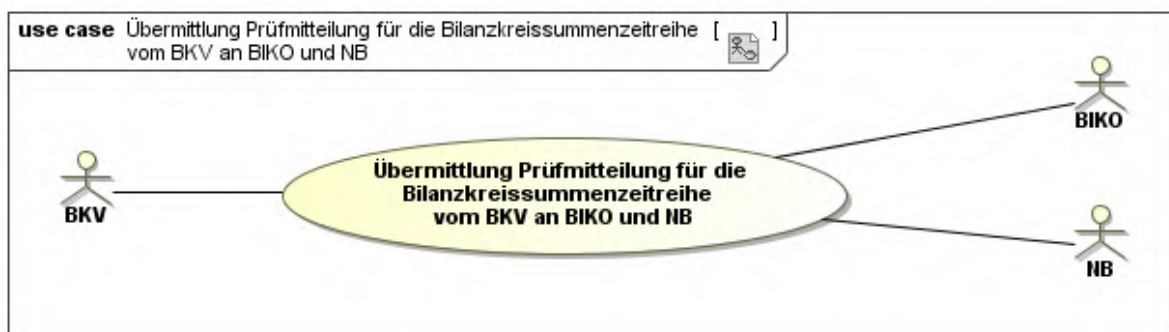 use case Übermittlung Prüfmitteilung für die Bilanzkreissummenzeitreihe [ ]
vom BKV an BIKO und NB
BIKO
Übermittlung Prüfmitteilung für die
Bilanzkreissummenzeitreihe
vom BKV an BIKO und NB
BKV
NB